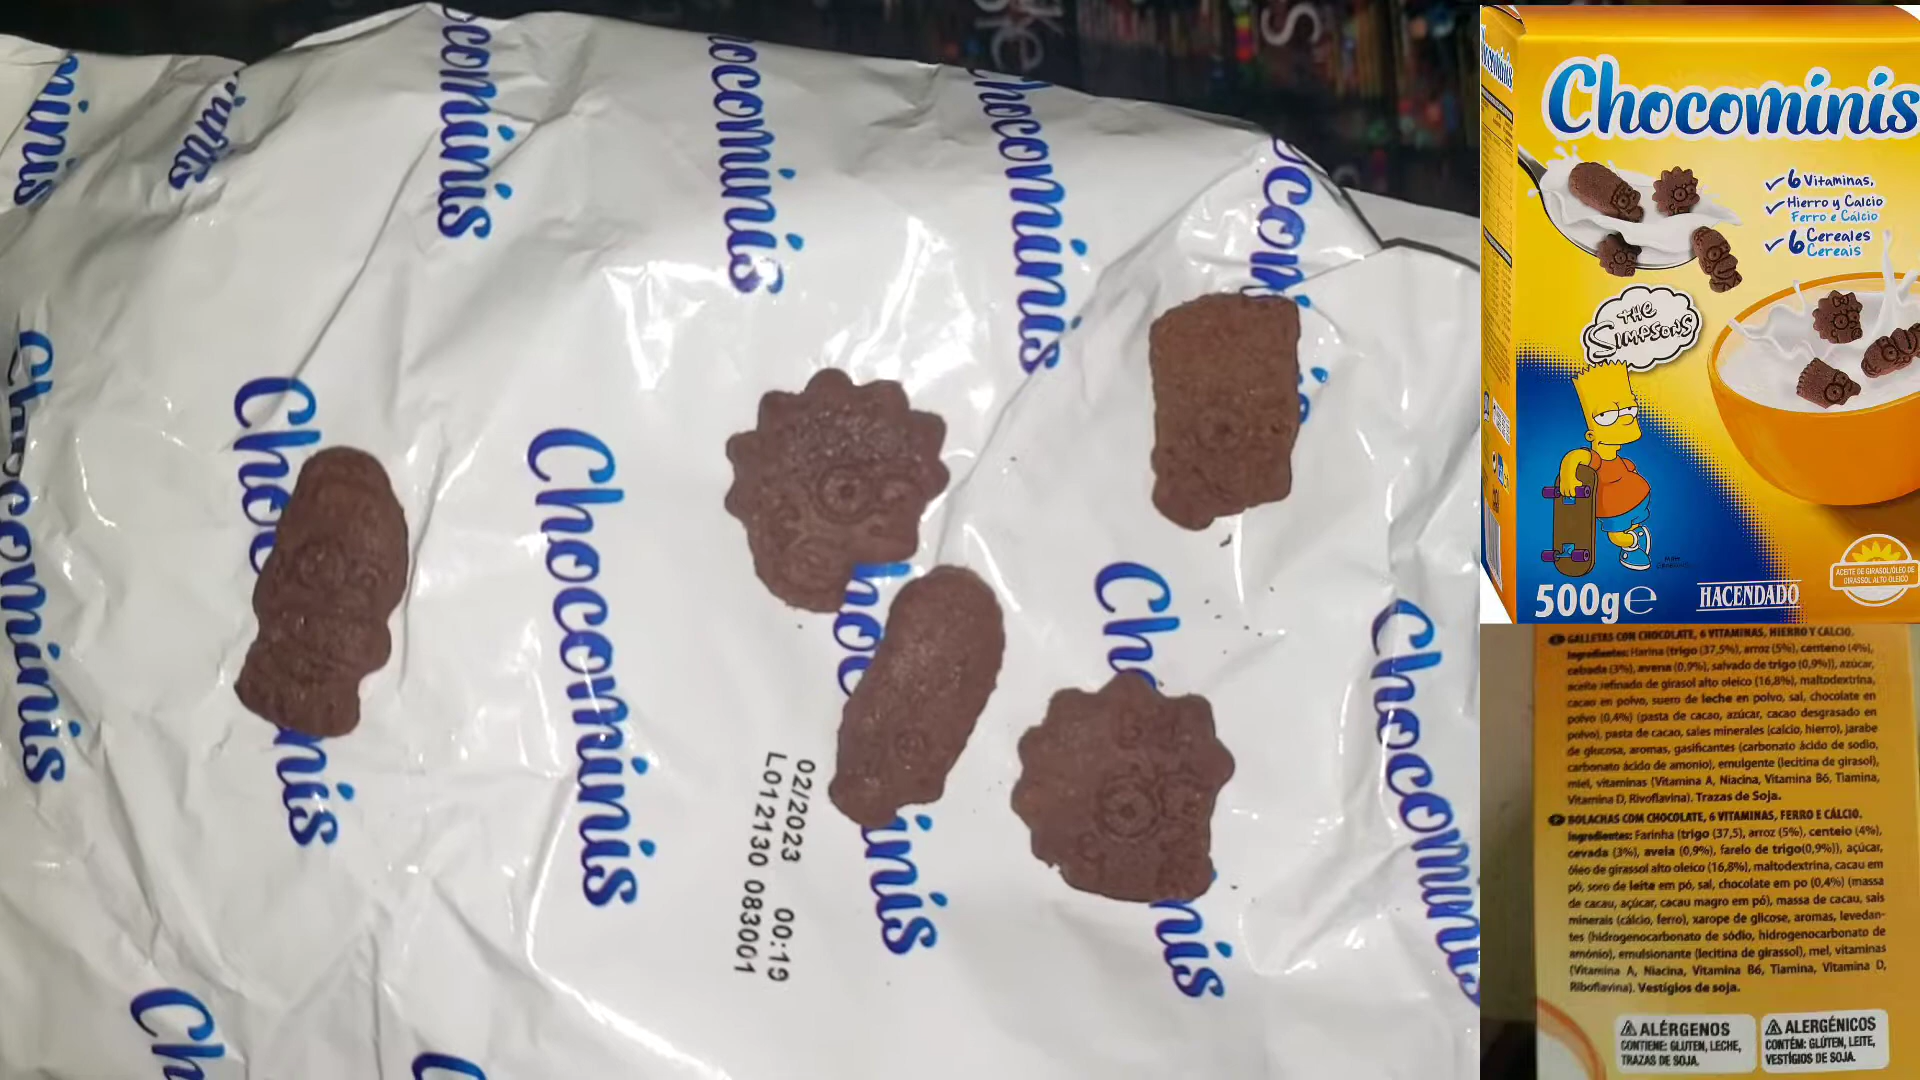 ocominis
ocominis
hocominis
Chocominis
Chocominis
Chocominis
02/2023 00:19
L012130 083001
Chocominis
✓6 Vitaminas,
✓Hierro y Calcio
Ferro e Cálcio
✓6 Cereales
Cereais
THE
SIMPSONS
500g e
HACENDADO
ACEITE DE GIRASOL/ÓLEO DE
GIRASSOL ALTO OLEICO
GALLETAS CON CHOCOLATE, 6 VITAMINAS, HIERRO Y CALCIO.
Ingredientes: Harina (trigo (37,5%), arroz (5%), centeno (4%),
cebada (3%), avena (0,9%), salvado de trigo (0,9%)), azúcar,
aceite refinado de girasol alto oleico (16,8%), maltodextrina,
cacao en polvo, suero de leche en polvo, sal, chocolate en
polvo (0,4%) (pasta de cacao, azúcar, cacao desgrasado en
polvo), pasta de cacao, sales minerales (calcio, hierro), jarabe
de glucosa, aromas, gasificantes (carbonato ácido de sodio,
carbonato ácido de amonio), emulgente (lecitina de girasol),
miel, vitaminas (Vitamina A, Niacina, Vitamina B6, Tiamina,
Vitamina D, Rivoflavina). Trazas de Soja.
BOLACHAS COM CHOCOLATE, 6 VITAMINAS, FERRO E CÁLCIO.
Ingredientes: Farinha (trigo (37,5), arroz (5%), centeio (4%),
cevada (3%), aveia (0,9%), farelo de trigo(0,9%)), açúcar,
óleo de girassol alto oleico (16,8%), maltodextrina, cacau em
pó, soro de leite em pó, sal, chocolate em po (0,4%) (massa
de cacau, açúcar, cacau magro em pó), massa de cacau, sais
minerais (cálcio, ferro), xarope de glicose, aromas, levedan-
tes (hidrogenocarbonato de sódio, hidrogenocarbonato de
amónio), emulsionante (lecitina de girassol), mel, vitaminas
(Vitamina A, Niacina, Vitamina B6, Tiamina, Vitamina D,
Riboflavina). Vestígios de soja.
ALÉRGENOS
CONTIENE: GLUTEN, LECHE,
TRAZAS DE SOJA.
ALERGÉNICOS
CONTÉM: GLÚTEN, LEITE,
VESTÍGIOS DE SOJA.